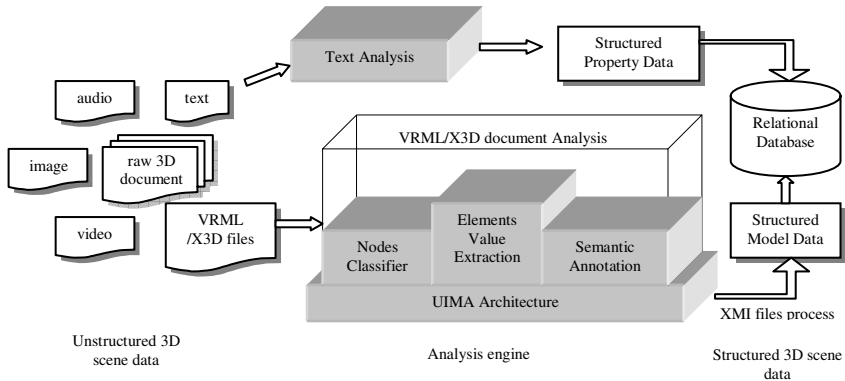 Text Analysis
Structured
Property Data
audio
text
VRML/X3D document Analysis
Relational
Database
image
raw 3D
document
VRML
/X3D files
video
Nodes
Classifier
Elements
Value
Extraction
Semantic
Annotation
Structured
Model Data
UIMA Architecture
XMI files process
Unstructured 3D
scene data
Analysis engine
Structured 3D scene
data